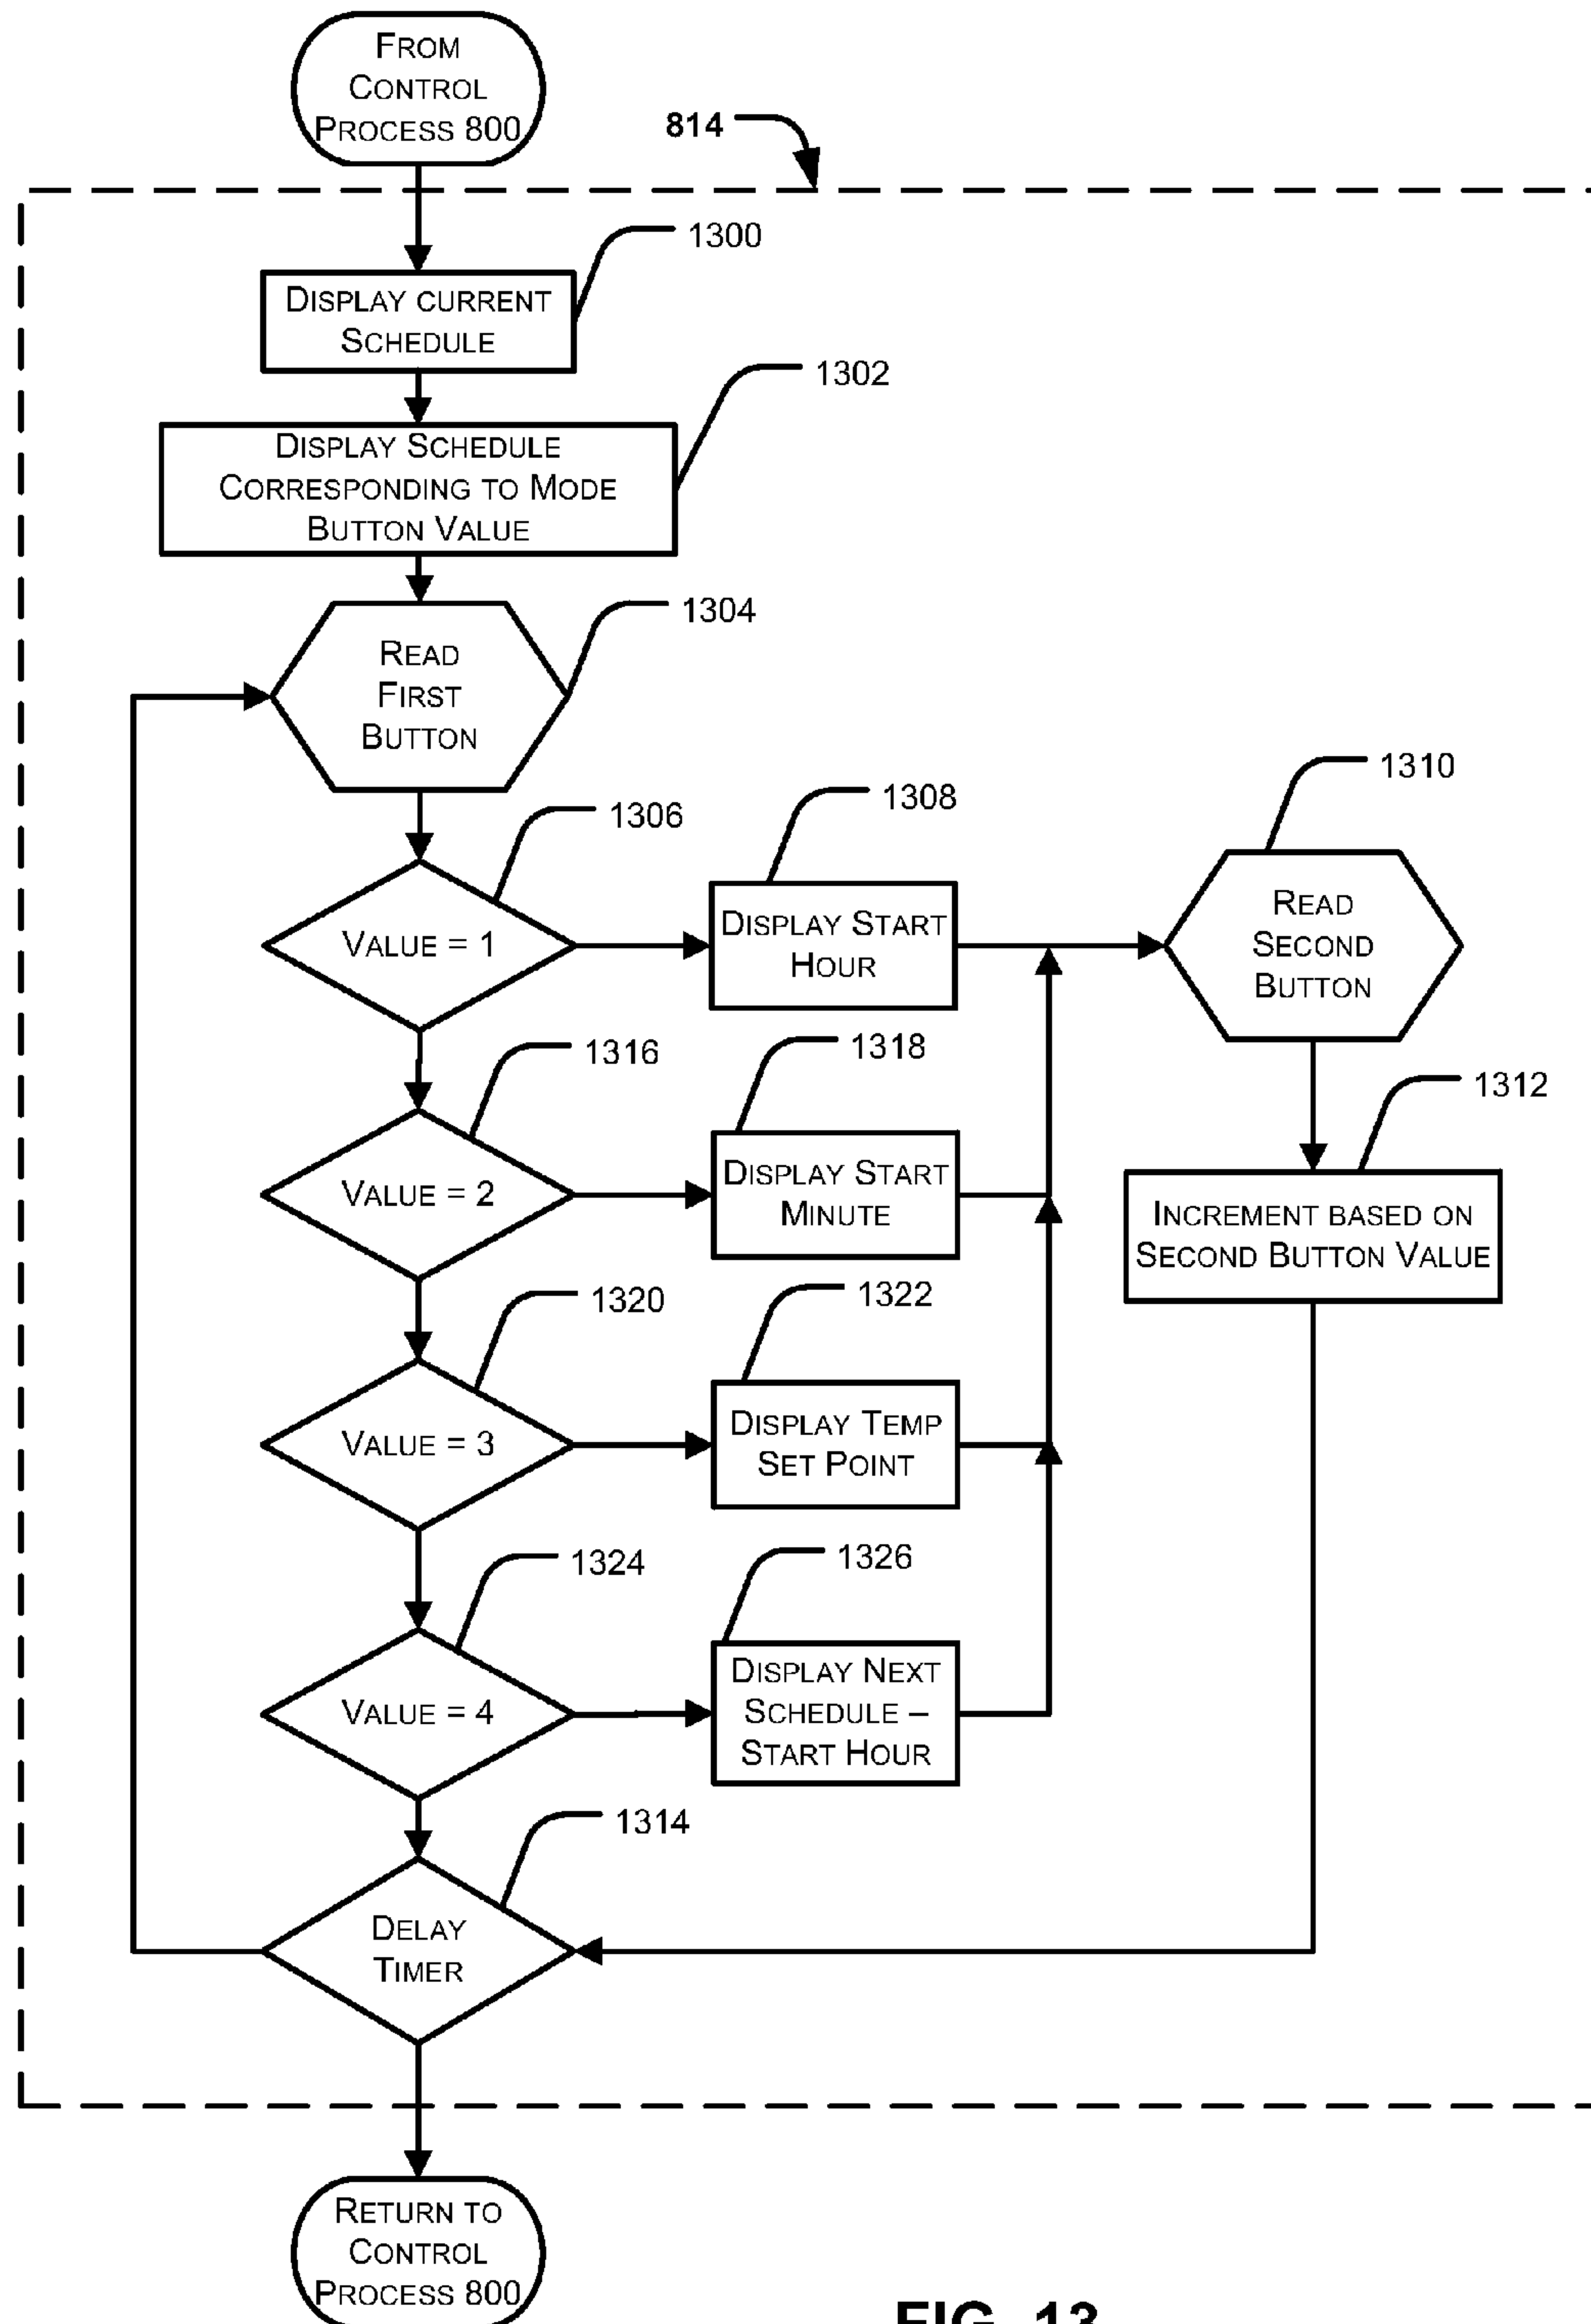 FROM
CONTROL
PROCESS 800
814
1300
DISPLAY CURRENT
SCHEDULE
1302
DISPLAY SCHEDULE
CORRESPONDING TO MODE
BUTTON VALUE
1304
READ
FIRST
BUTTON
1306
VALUE = 1
1308
DISPLAY START
HOUR
1310
READ
SECOND
BUTTON
1312
INCREMENT BASED ON
SECOND BUTTON VALUE
1316
VALUE = 2
1318
DISPLAY START
MINUTE
1320
VALUE = 3
1322
DISPLAY TEMP
SET POINT
1324
VALUE = 4
1326
DISPLAY NEXT
SCHEDULE –
START HOUR
1314
DELAY
TIMER
RETURN TO
CONTROL
PROCESS 800
FIG. 13